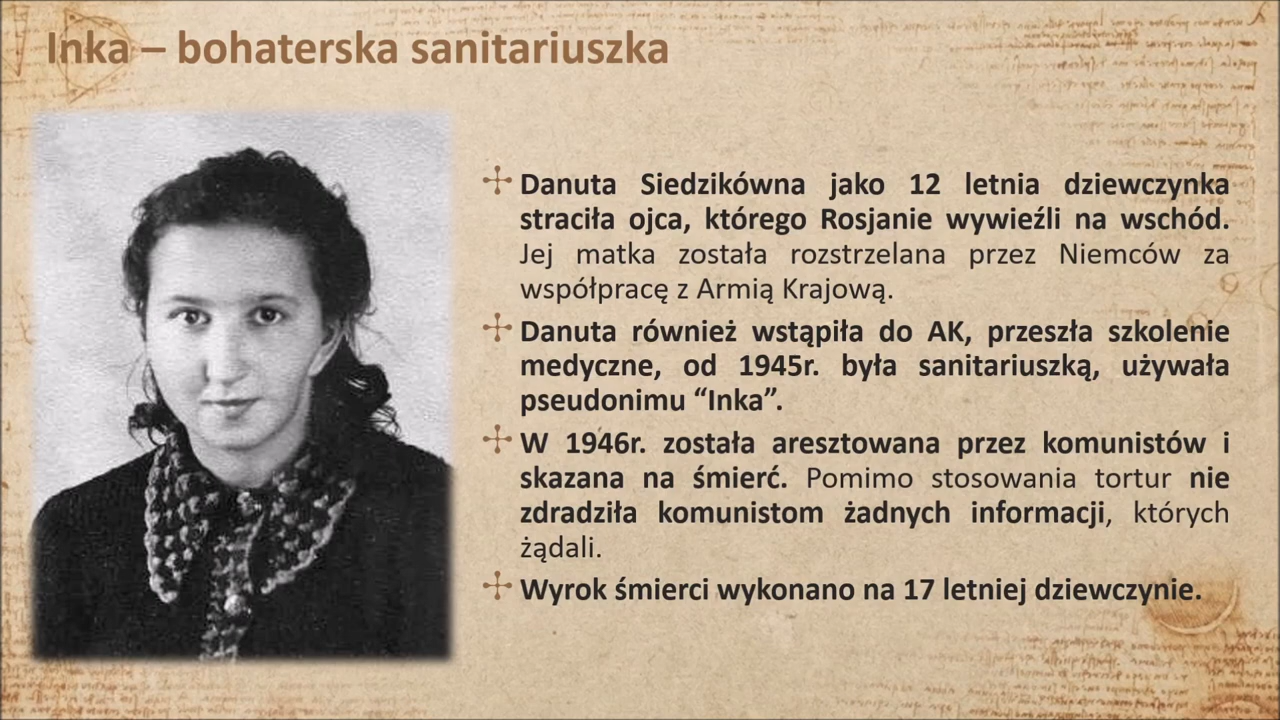 Inka – bohaterska sanitariuszka
Danuta Siedzikówna jako 12 letnia dziewczynka
straciła ojca, którego Rosjanie wywieźli na wschód.
Jej matka została rozstrzelana przez Niemców za
współpracę z Armią Krajową.
Danuta również wstąpiła do AK, przeszła szkolenie
medyczne, od 1945r. była sanitariuszką, używała
pseudonimu “Inka”.
W 1946r. została aresztowana przez komunistów i
skazana na śmierć. Pomimo stosowania tortur nie
zdradziła komunistom żadnych informacji, których
żądali.
Wyrok śmierci wykonano na 17 letniej dziewczynie.